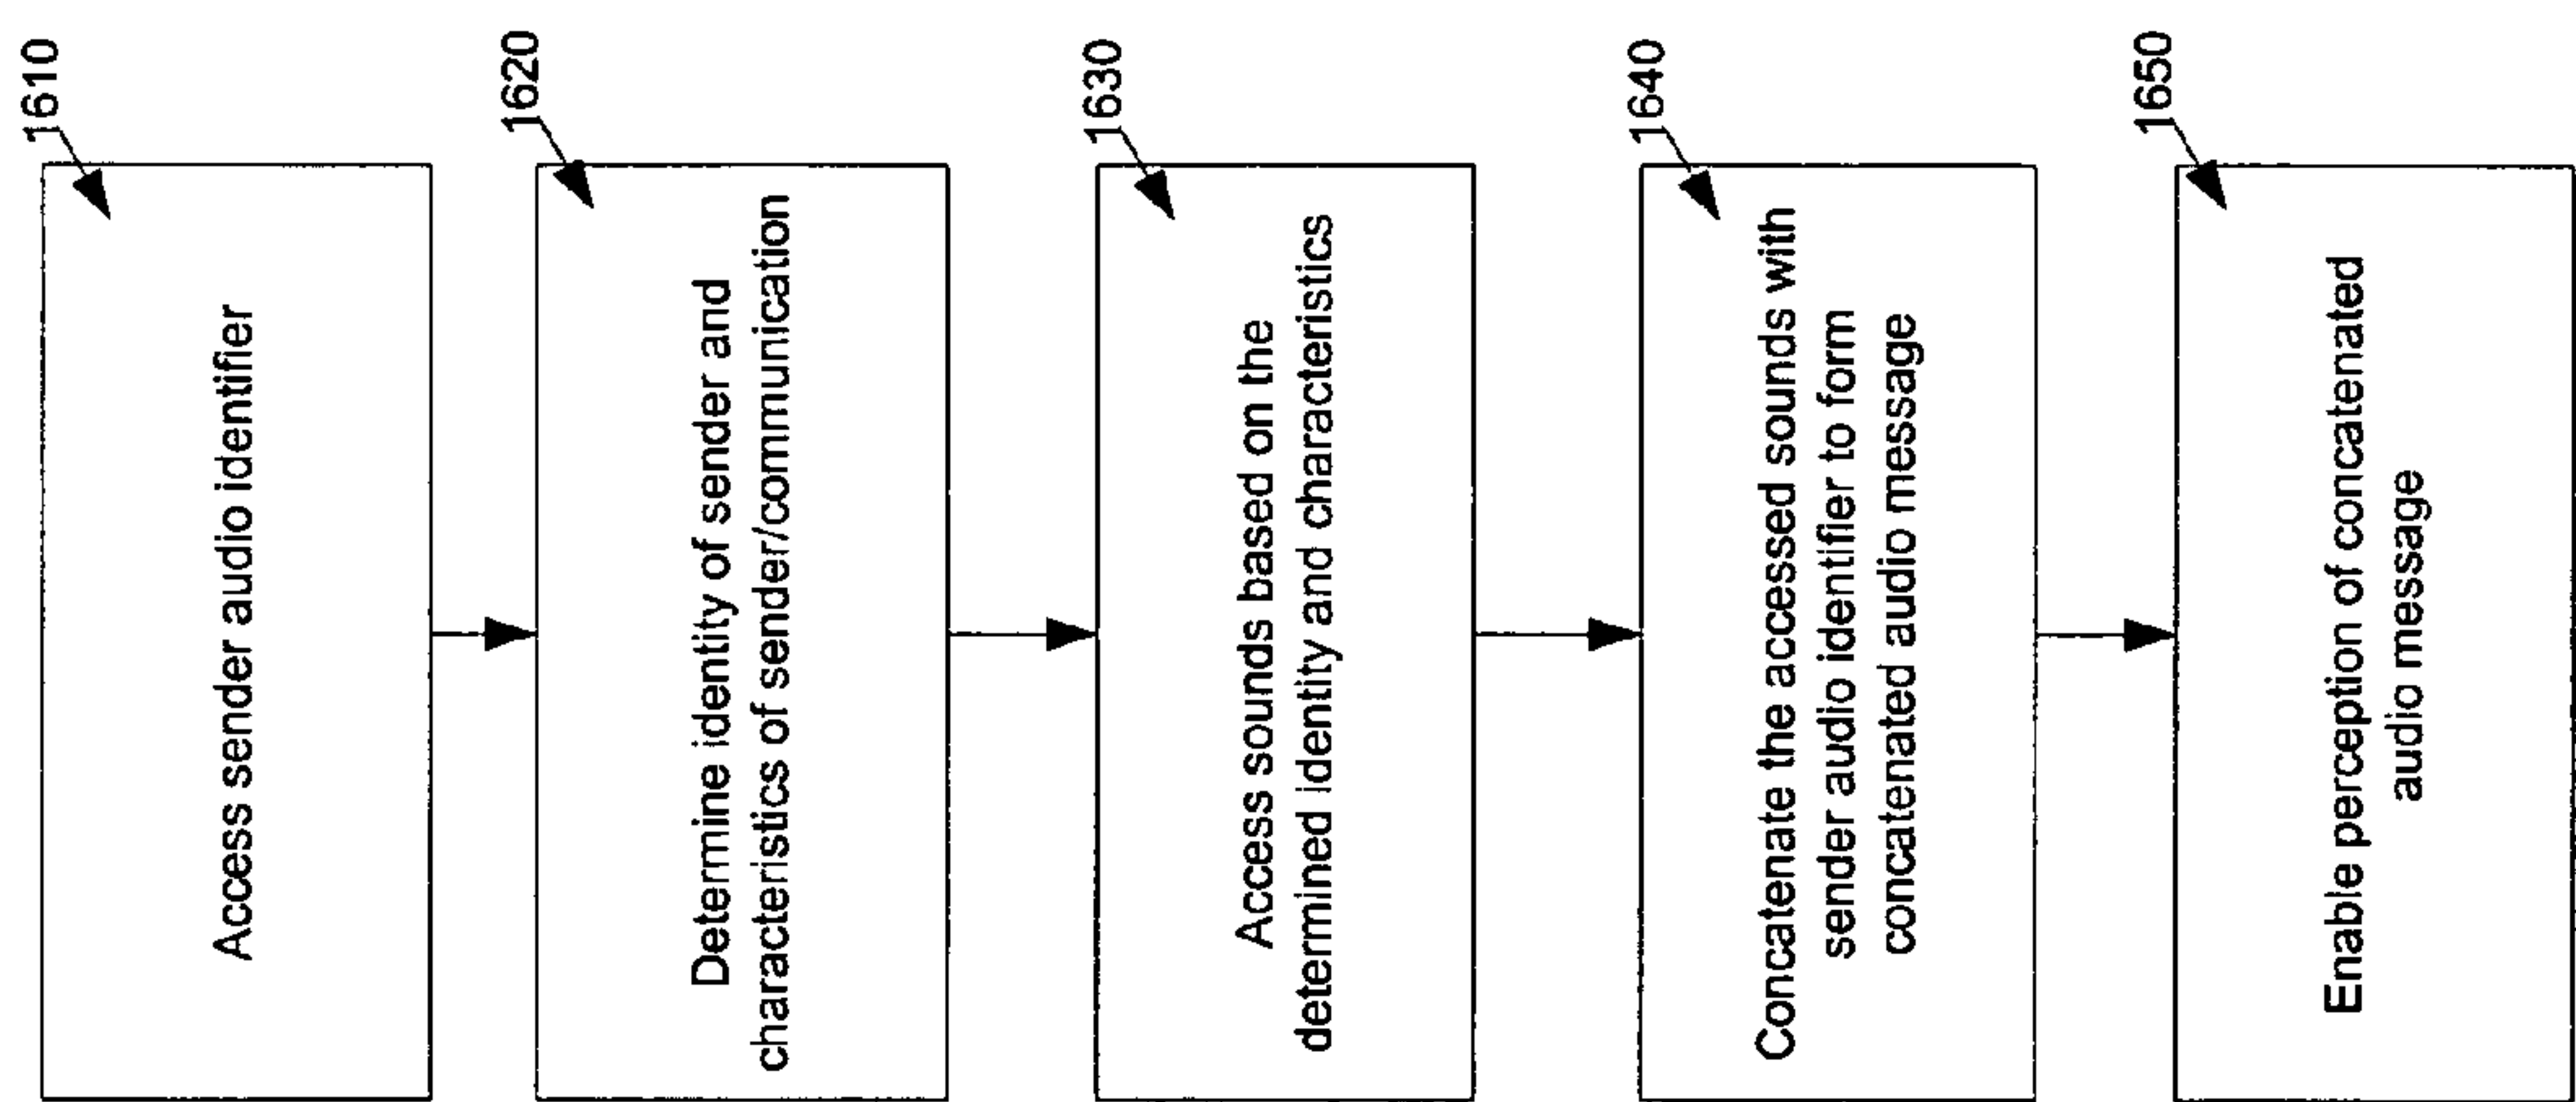 1610
Access sender audio identifier
1620
Determine identity of sender and
characteristics of sender/communication
1630
Access sounds based on the
determined identity and characteristics
1640
Concatenate the accessed sounds with
sender audio identifier to form
concatenated audio message
1650
Enable perception of concatenated
audio message